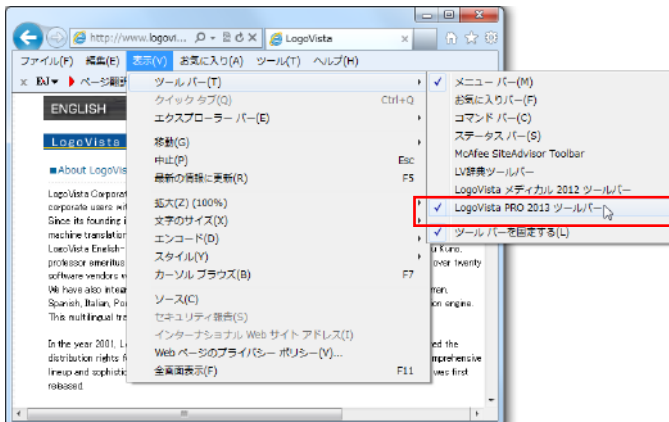 http://www.logovi...
LogoVista
ファイル(F) 編集(E) 表示(V) お気に入り(A) ツール(T) ヘルプ(H)
ページ翻訳
ツール バー(T)
クイック タブ(Q) Ctrl+Q
エクスプローラー バー(E)
移動(G)
中止(P) Esc
最新の情報に更新(R) F5
拡大(Z) (100%)
文字のサイズ(X)
エンコード(D)
スタイル(Y)
カーソル ブラウズ(B) F7
ソース(C)
セキュリティ報告(S)
インターナショナル Web サイト アドレス(I)
Web ページのプライバシー ポリシー(V)...
全画面表示(F) F11
メニュー バー(M)
お気に入りバー(F)
コマンド バー(C)
ステータス バー(S)
McAfee SiteAdvisor Toolbar
LV辞典ツールバー
LogoVista メディカル 2012 ツールバー
LogoVista PRO 2013 ツールバー
ツール バーを固定する(L)
ENGLISH
LogoVista
■About LogoVis
LogoVista Corporat
corporate users wit
Since its founding i
machine translation
LogoVista English- Kuno,
professor emeritus over twenty
software vendors w
We have also integr
Spanish, Italian, Por on engine.
This multilingual tre
In the year 2001, L ed the
distribution rights f mprehensive
lineup and sophistic was first
released.